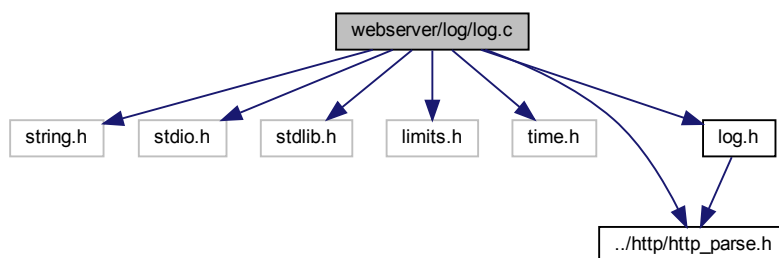 webserver/log/log.c
string.h
stdio.h
stdlib.h
limits.h
time.h
log.h
../http/http_parse.h